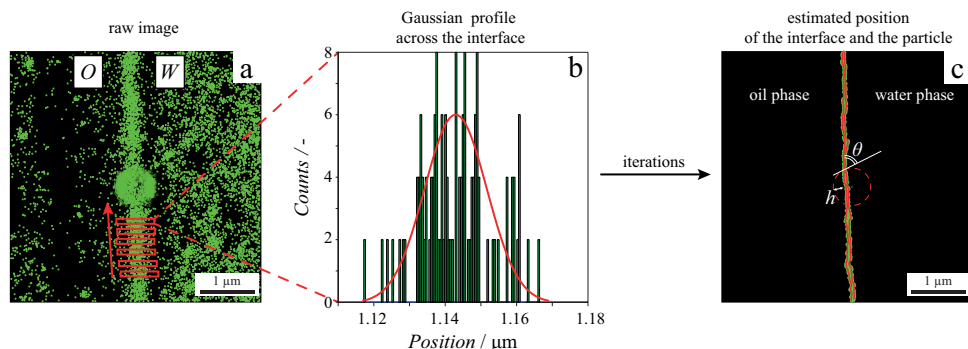 raw image
O
W
a
1 μm
Gaussian profile
across the interface
b
8
6
4
2
0
Counts / -
1.12
1.14
1.16
1.18
Position / μm
iterations
estimated position
of the interface and the particle
c
oil phase
water phase
θ
h
1 μm